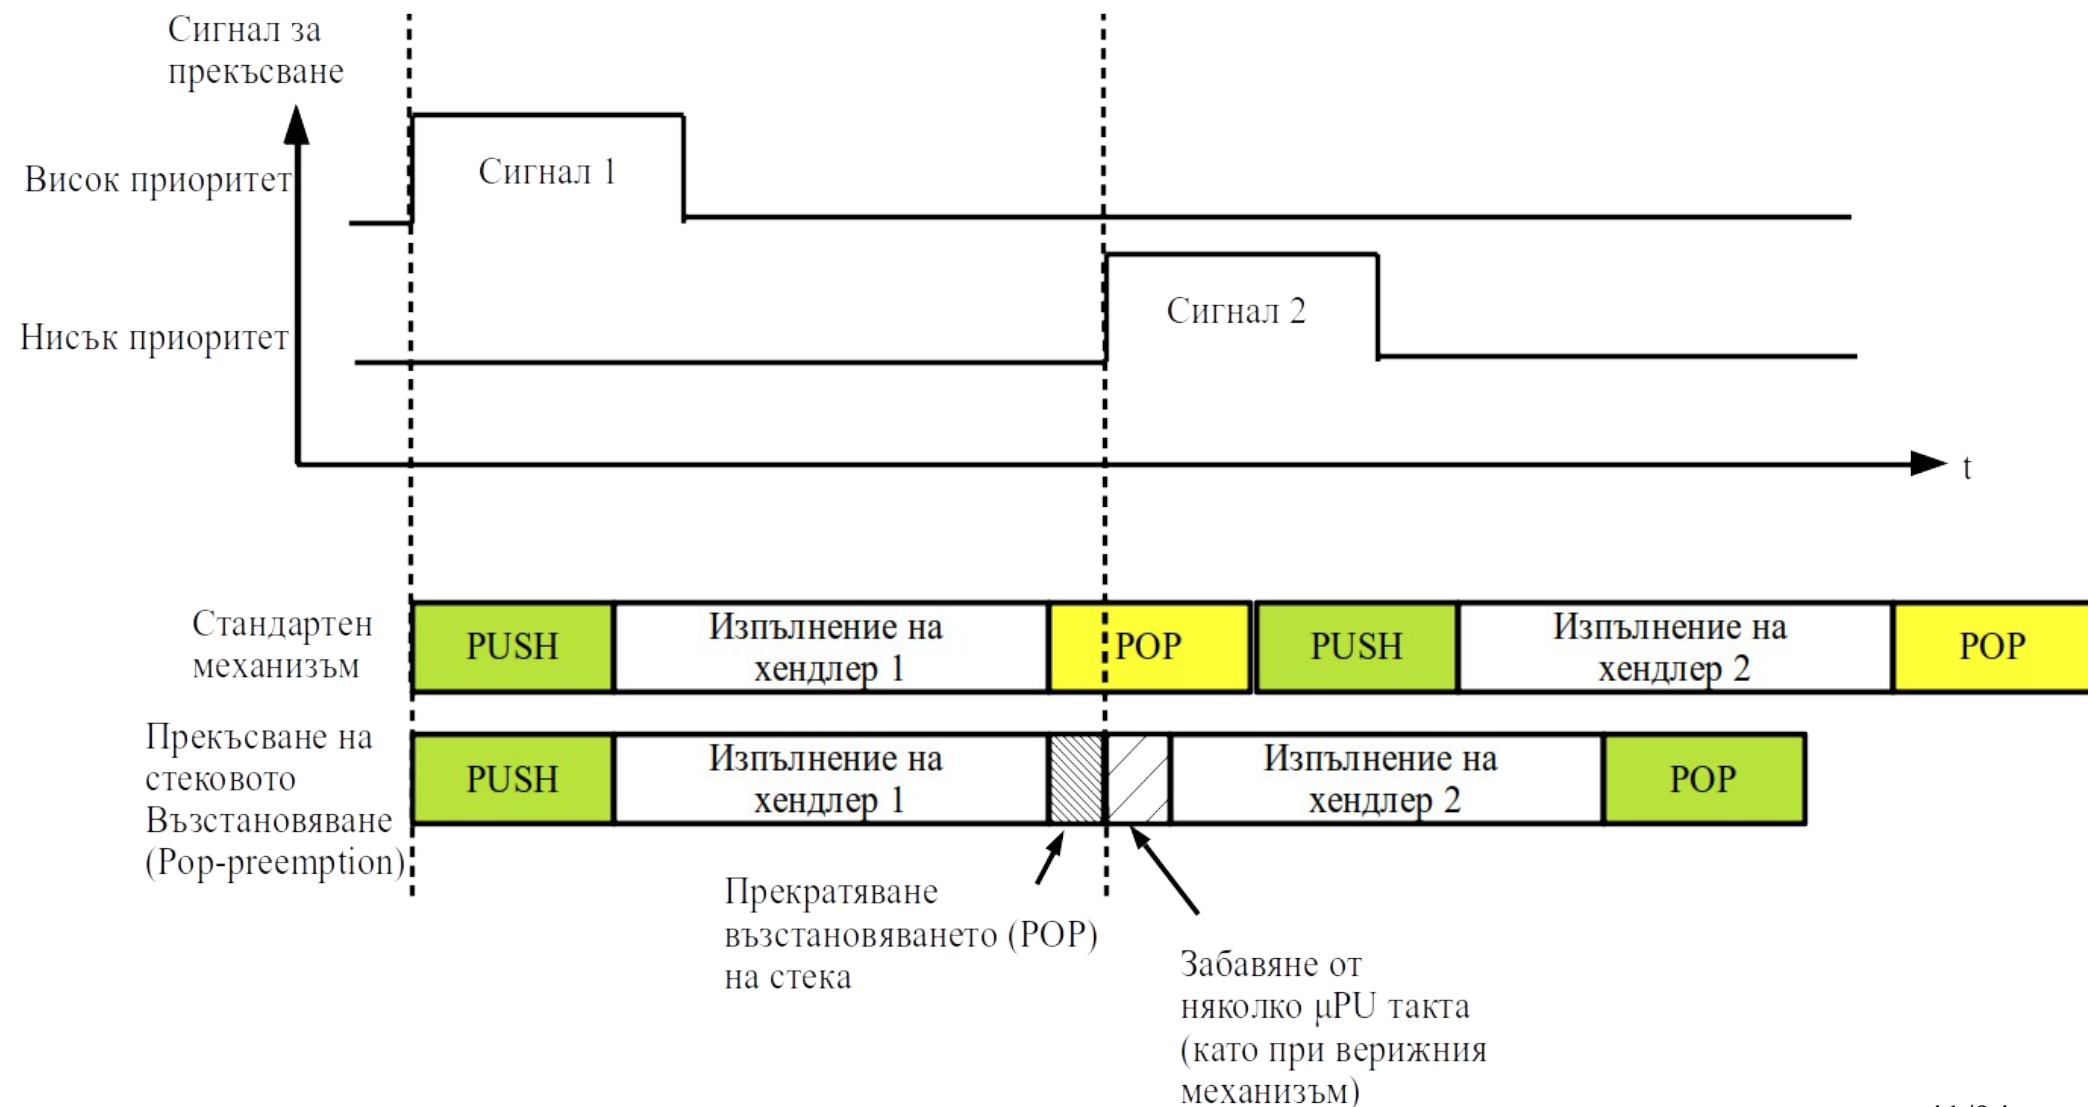 Сигнал за
прекъсване
Висок приоритет
Сигнал 1
Нисък приоритет
Сигнал 2
t
Стандартен
механизъм
PUSH
Изпълнение на
хендлер 1
POP
PUSH
Изпълнение на
хендлер 2
POP
Прекъсване на
стековото
Възстановяване
(Pop-preemption)
PUSH
Изпълнение на
хендлер 1
Изпълнение на
хендлер 2
POP
Прекратяване
възстановяването (POP)
на стека
Забавяне от
няколко μPU такта
(като при верижния
механизъм)